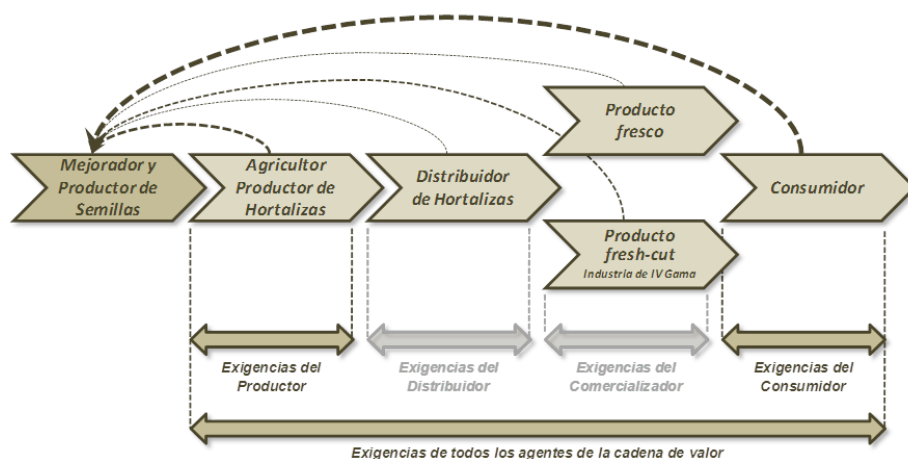 Producto
fresco
Mejorador y
Productor de
Semillas
Agricultor
Productor de
Hortalizas
Distribuidor
de Hortalizas
Consumidor
Producto
fresh-cut
Industria de IV Gama
Exigencias del
Productor
Exigencias del
Distribuidor
Exigencias del
Comercializador
Exigencias del
Consumidor
Exigencias de todos los agentes de la cadena de valor